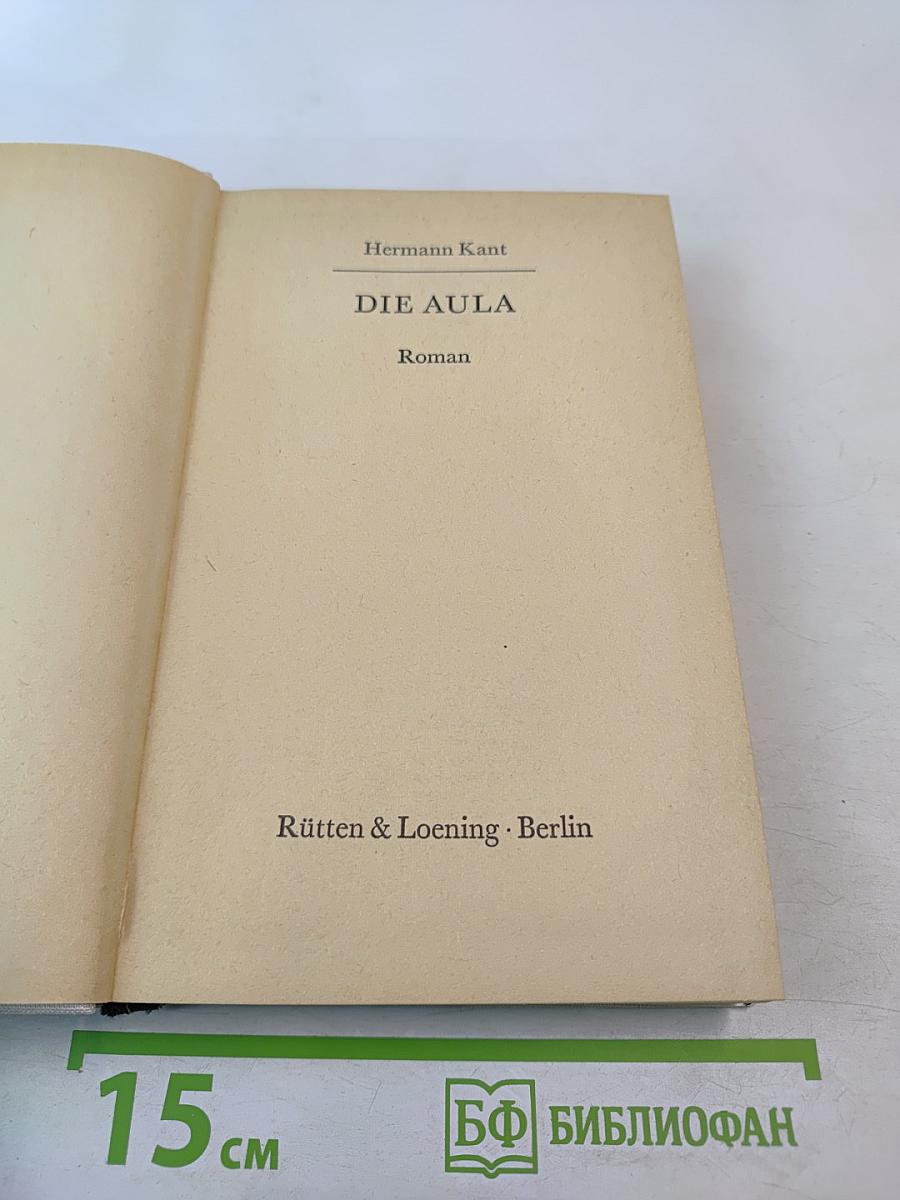 Hermann Kant
DIE AULA
Roman
Rütten & Loening · Berlin
15 см
БФ БИБЛИОФАН